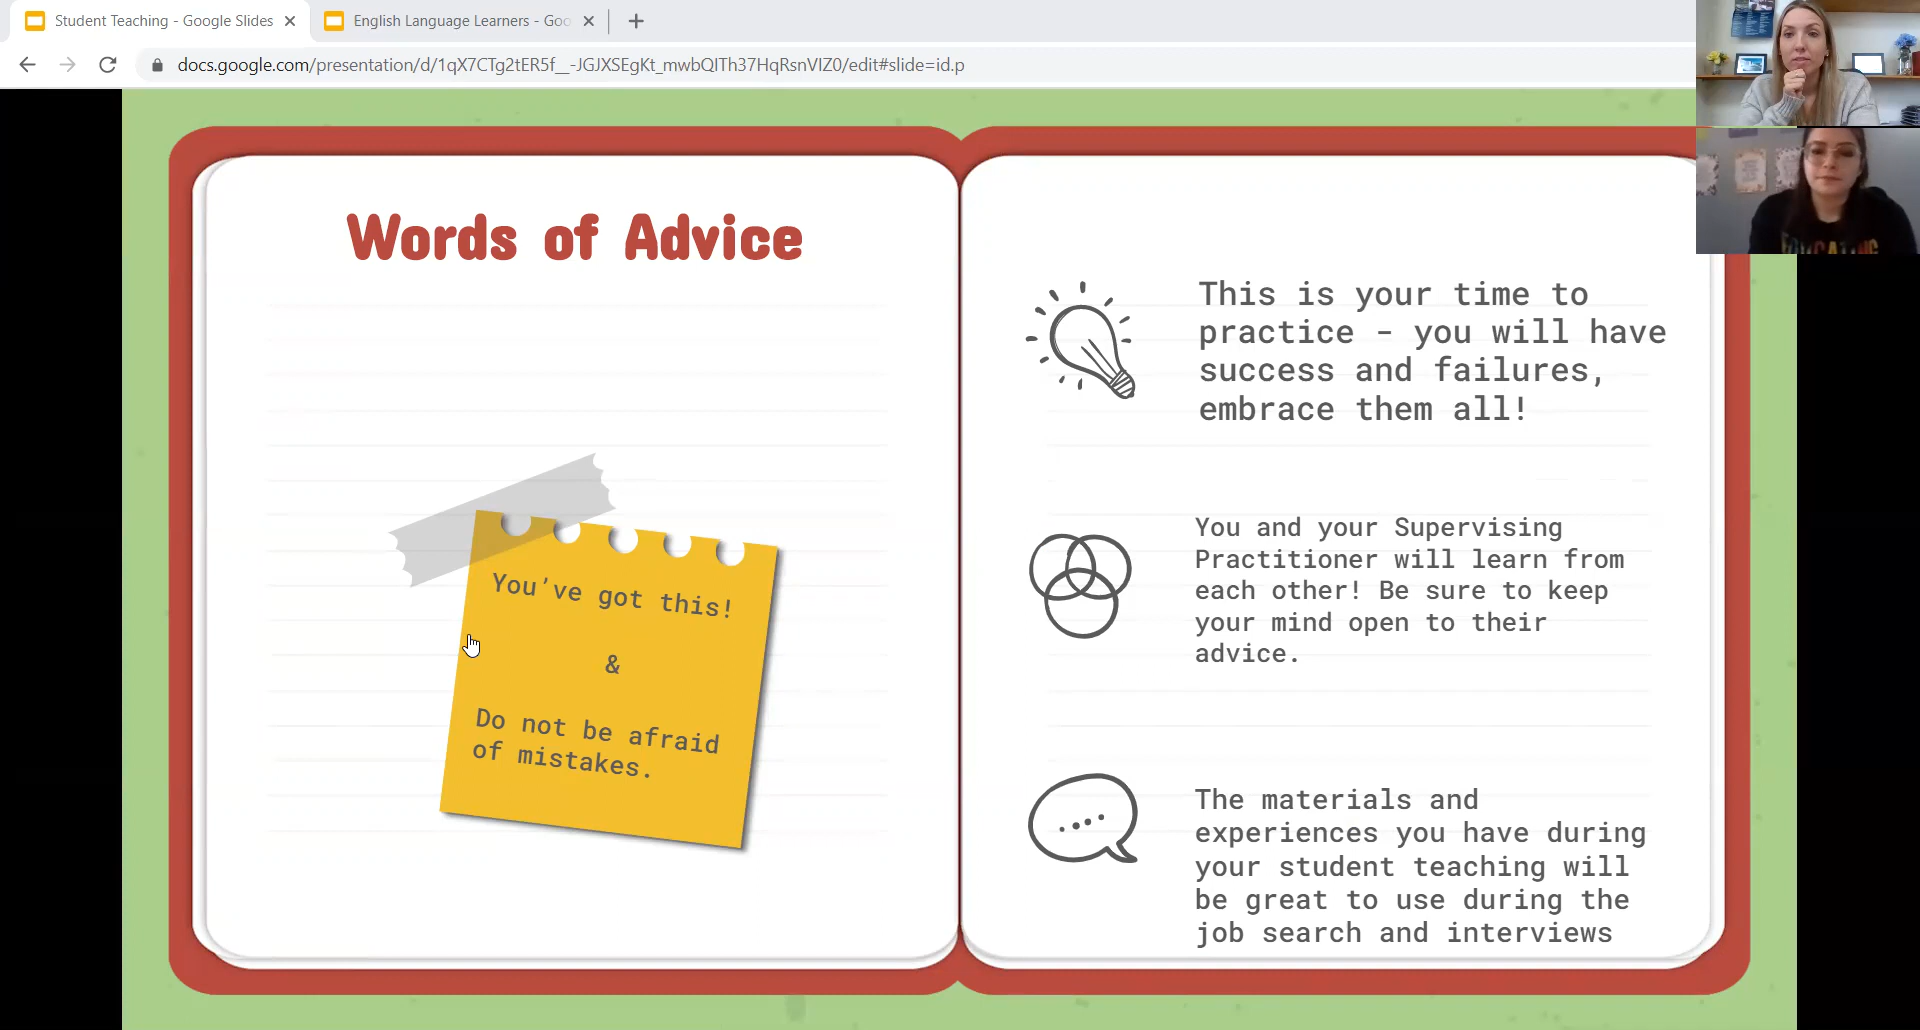 Student Teaching - Google Slides
English Language Learners - Goo
docs.google.com/presentation/d/1qX7CTg2tER5f__-JGJXSEgKt_mwbQITh37HqRsnVIZ0/edit#slide=id.p
Words of Advice
You've got this!
&
Do not be afraid
of mistakes.
This is your time to
practice - you will have
success and failures,
embrace them all!
You and your Supervising
Practitioner will learn from
each other! Be sure to keep
your mind open to their
advice.
The materials and
experiences you have during
your student teaching will
be great to use during the
job search and interviews